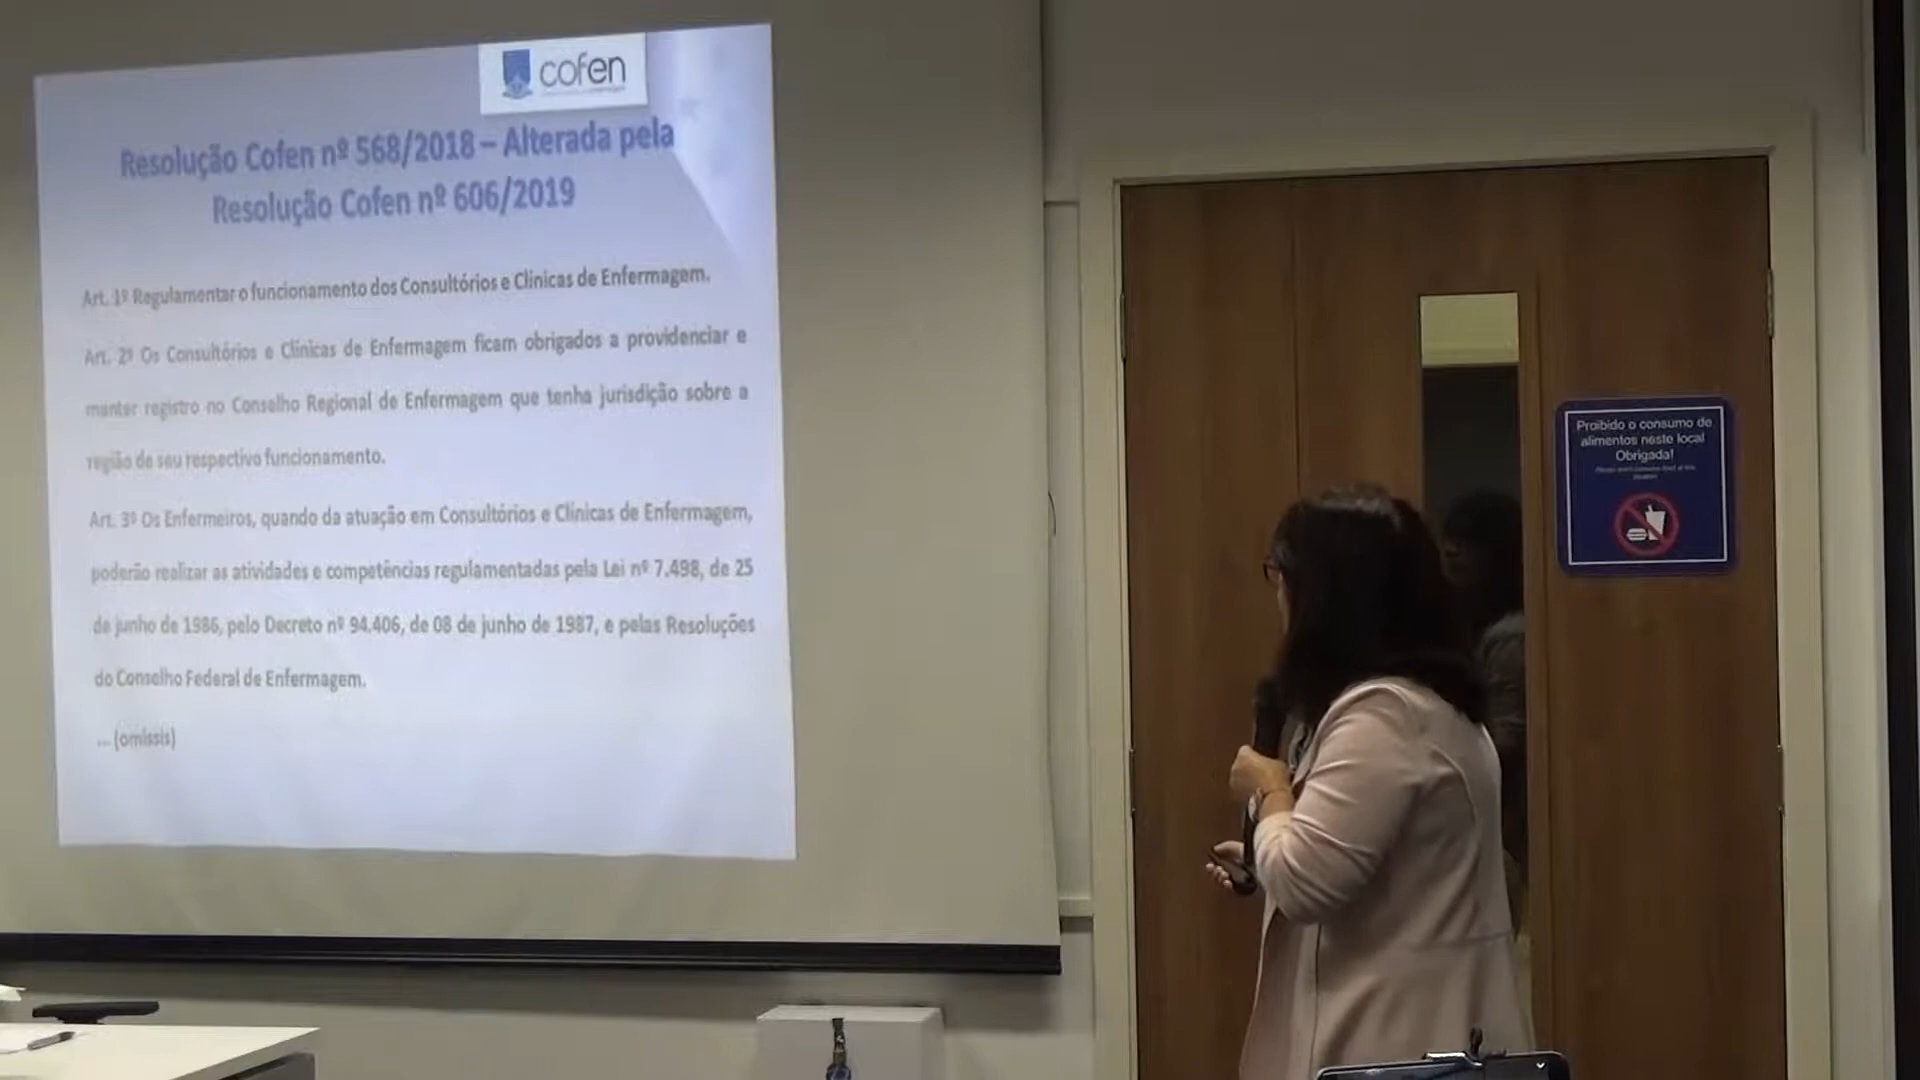 cofen
Resolução Cofen nº 568/2018 – Alterada pela
Resolução Cofen nº 606/2019
Art. 1º Regulamentar o funcionamento dos Consultórios e Clínicas de Enfermagem.
Art. 2º Os Consultórios e Clínicas de Enfermagem ficam obrigados a providenciar e
manter registro no Conselho Regional de Enfermagem que tenha jurisdição sobre a
região de seu respectivo funcionamento.
Art. 3º Os Enfermeiros, quando da atuação em Consultórios e Clínicas de Enfermagem,
poderão realizar as atividades e competências regulamentadas pela Lei nº 7.498, de 25
de junho de 1986, pelo Decreto nº 94.406, de 08 de junho de 1987, e pelas Resoluções
do Conselho Federal de Enfermagem.
... (omissis)
Proibido o consumo de
alimentos neste local
Obrigada!